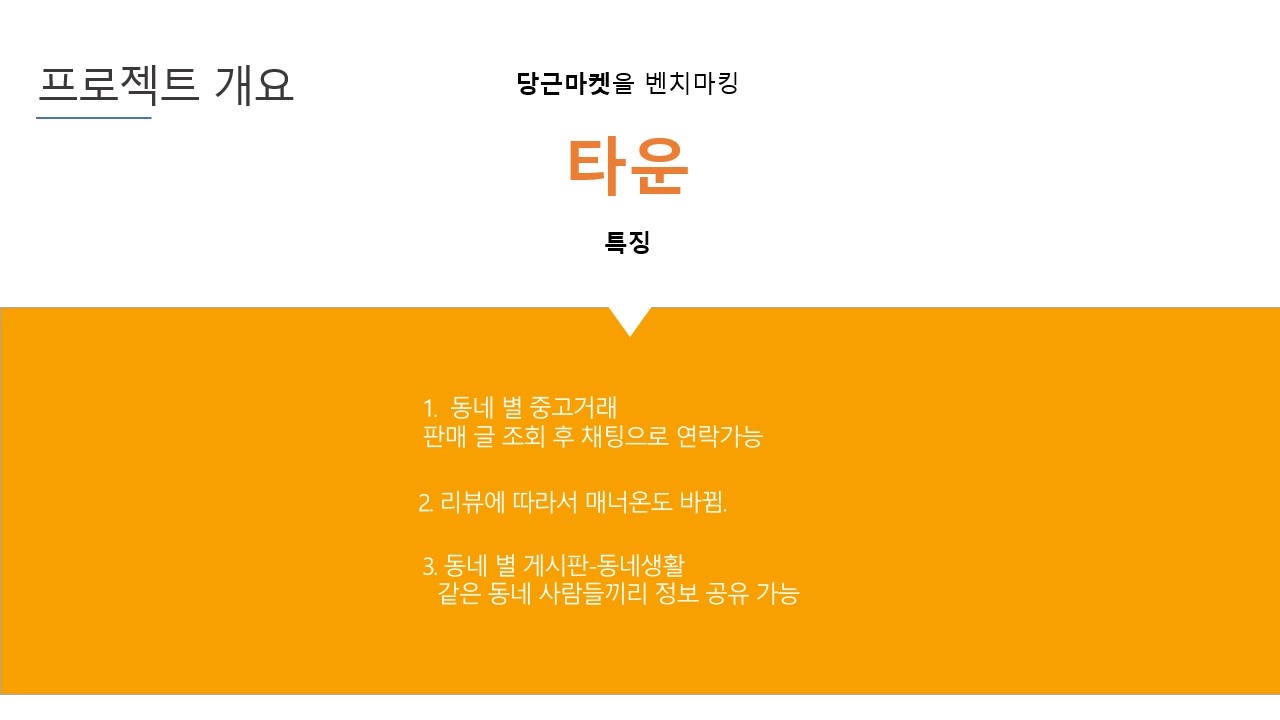 프로젝트 개요
당근마켓을 벤치마킹
타운
특징
1. 동네 별 중고거래
판매 글 조회 후 채팅으로 연락가능
2. 리뷰에 따라서 매너온도 바뀜.
3. 동네 별 게시판-동네생활
같은 동네 사람들끼리 정보 공유 가능